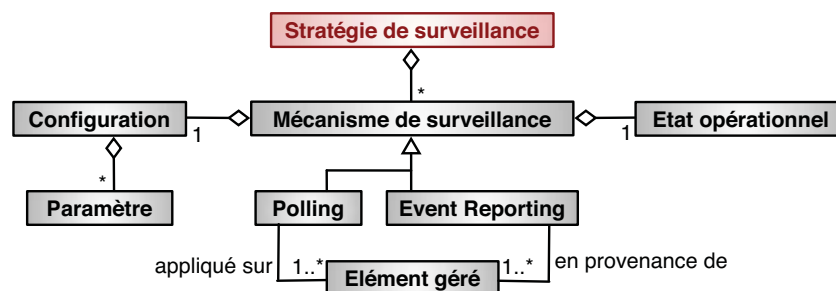 Stratégie de surveillance
*
Configuration
1
Mécanisme de surveillance
1
Etat opérationnel
*
Paramètre
Polling
Event Reporting
appliqué sur
1..*
Elément géré
1..*
en provenance de